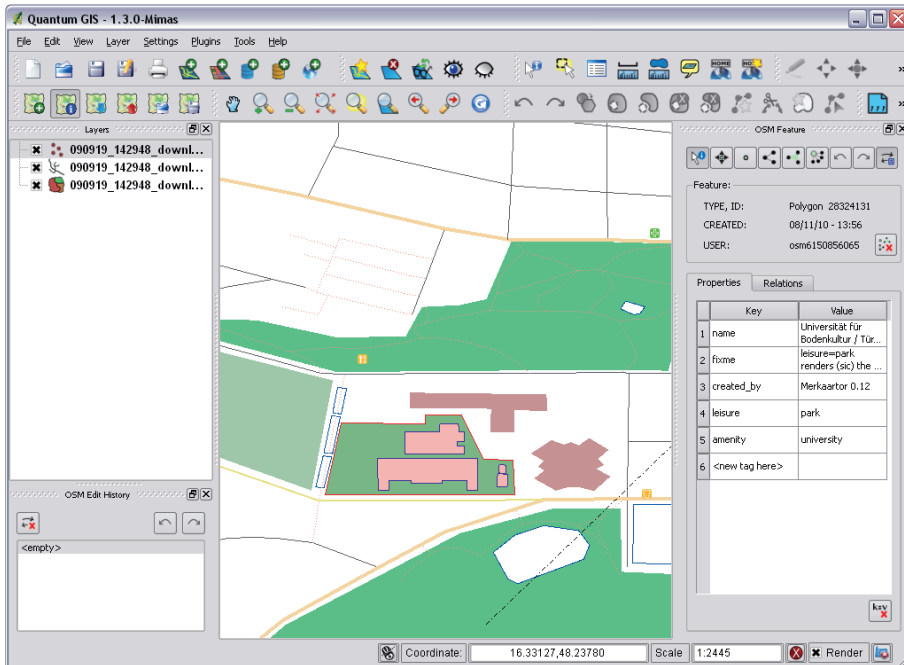 Quantum GIS - 1.3.0-Mimas
File Edit View Layer Settings Plugins Tools Help
Layers
090919_142948_downl...
090919_142948_downl...
090919_142948_downl...
OSM Edit History
<empty>
OSM Feature
Feature:
TYPE, ID: Polygon 28324131
CREATED: 08/11/10 - 13:56
USER: osm6150856065
Properties Relations
Key Value
1 name Universität für Bodenkultur / Tür...
2 fixme leisure=park renders (sic) the ...
3 created_by Merkaartor 0.12
4 leisure park
5 amenity university
6 <new tag here>
k=v
Coordinate: 16.33127,48.23780 Scale 1:2445 Render